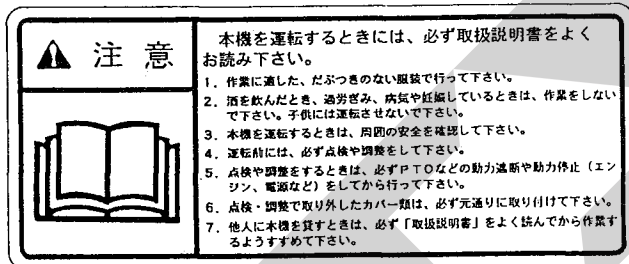 注 意
本機を運転するときには、必ず取扱説明書をよく
お読み下さい。
1. 作業に適した、だぶつきのない服装で行って下さい。
2. 酒を飲んだとき、過労ぎみ、病気や妊娠しているときは、作業をしない
で下さい。子供には運転させないで下さい。
3. 本機を運転するときは、周囲の安全を確認して下さい。
4. 運転前には、必ず点検や調整をして下さい。
5. 点検や調整をするときは、必ずPTOなどの動力遮断や動力停止（エン
ジン、電源など）をしてから行って下さい。
6. 点検・調整で取り外したカバー類は、必ず元通りに取り付けて下さい。
7. 他人に本機を貸すときは、必ず「取扱説明書」をよく読んでから作業す
るようすすめて下さい。